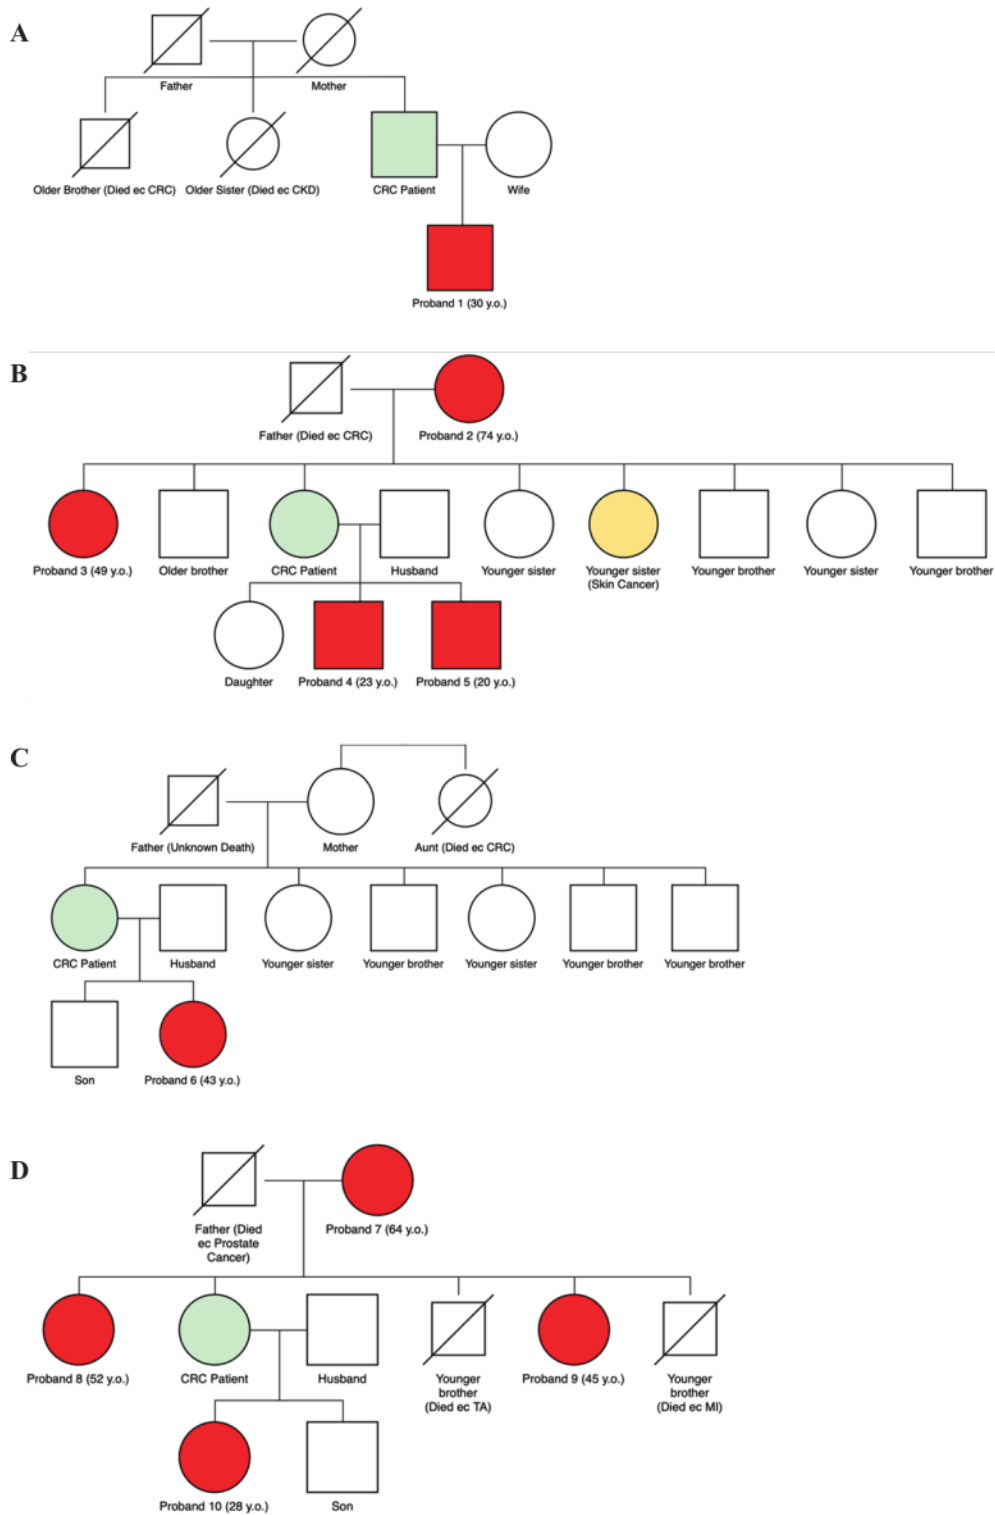 A
Father
Mother
Older Brother (Died ec CRC)
Older Sister (Died ec CKD)
CRC Patient
Wife
Proband 1 (30 y.o.)
B
Father (Died ec CRC)
Proband 2 (74 y.o.)
Proband 3 (49 y.o.)
Older brother
CRC Patient
Husband
Younger sister
Younger sister
(Skin Cancer)
Younger brother
Younger sister
Younger brother
Daughter
Proband 4 (23 y.o.)
Proband 5 (20 y.o.)
C
Father (Unknown Death)
Mother
Aunt (Died ec CRC)
CRC Patient
Husband
Younger sister
Younger brother
Younger sister
Younger brother
Younger brother
Son
Proband 6 (43 y.o.)
D
Father (Died
ec Prostate
Cancer)
Proband 7 (64 y.o.)
Proband 8 (52 y.o.)
CRC Patient
Husband
Younger
brother
(Died ec TA)
Proband 9 (45 y.o.)
Younger
brother
(Died ec MI)
Proband 10 (28 y.o.)
Son